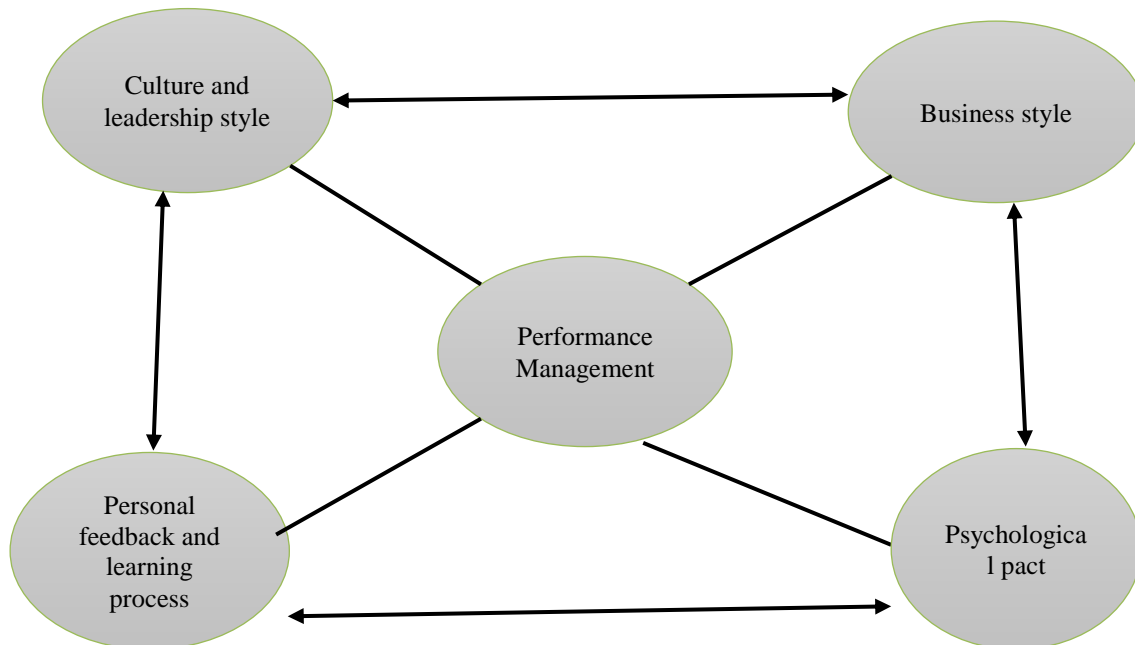 Culture and
leadership style
Business style
Performance
Management
Personal
feedback and
learning
process
Psychologica
l pact